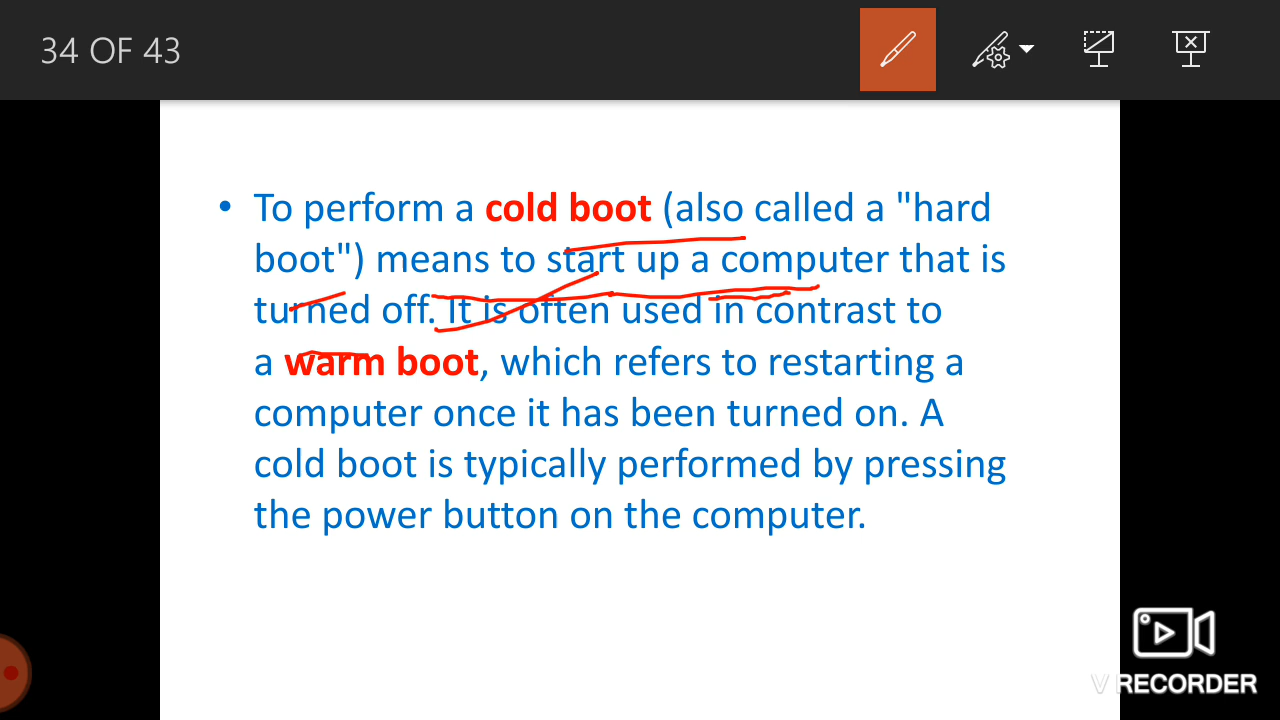 34 OF 43
• To perform a cold boot (also called a "hard
boot") means to start up a computer that is
turned off. It is often used in contrast to
a warm boot, which refers to restarting a
computer once it has been turned on. A
cold boot is typically performed by pressing
the power button on the computer.
V RECORDER